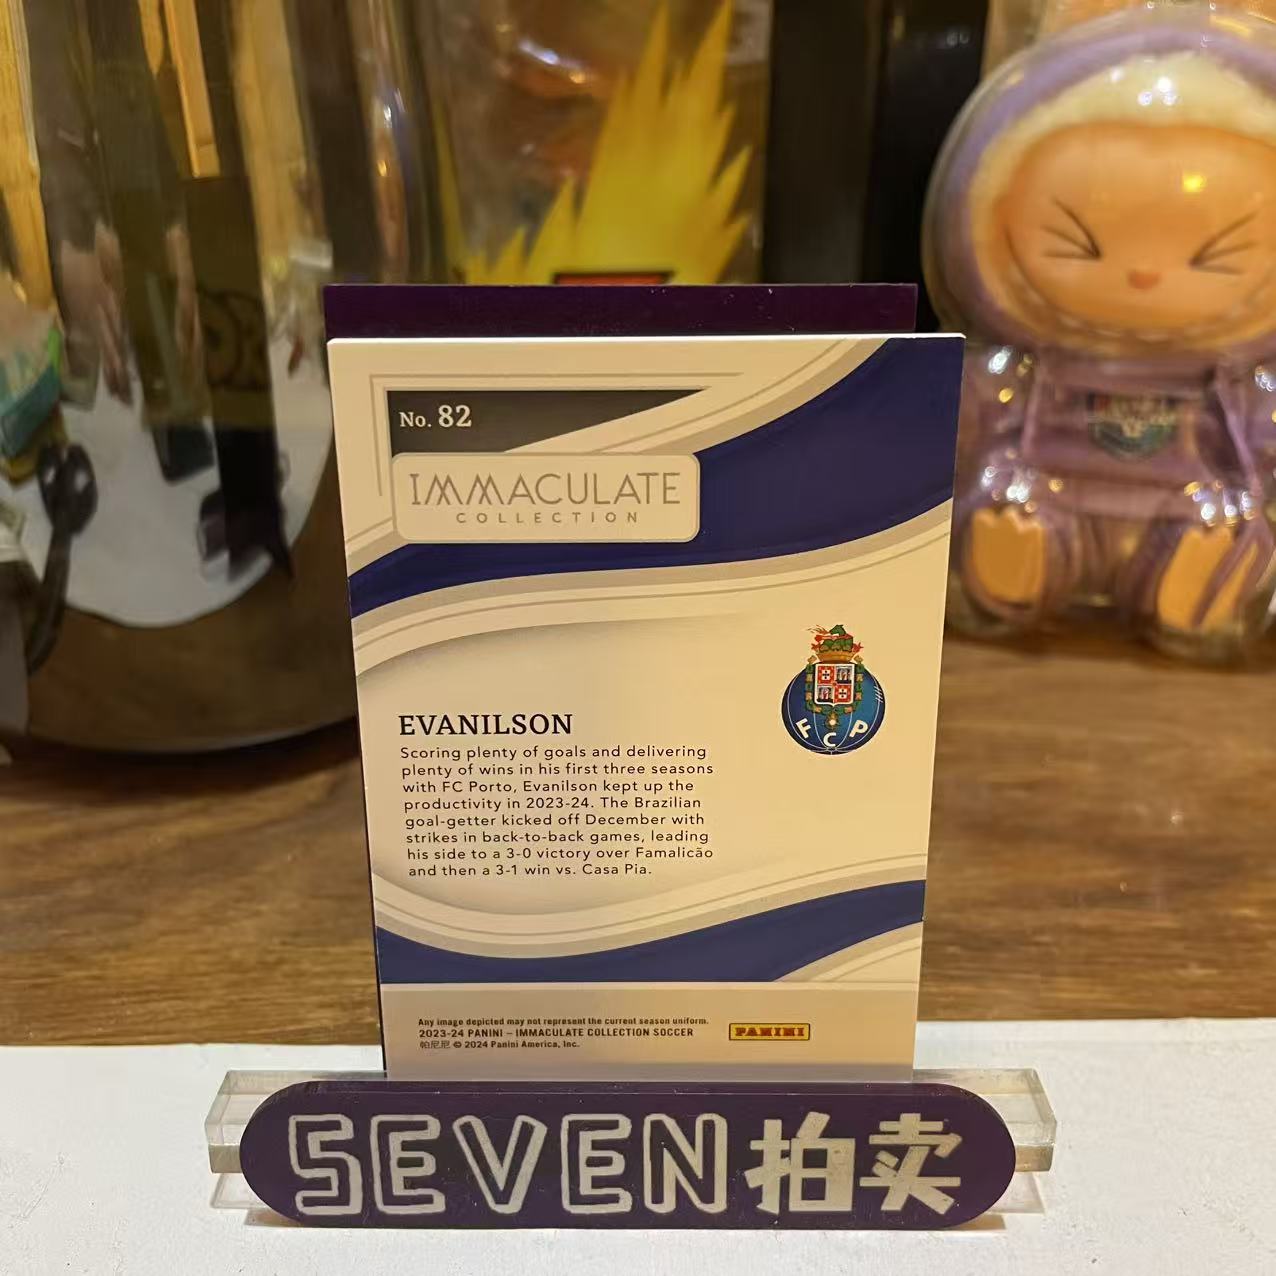 No. 82
IMMACULATE
COLLECTION
FCP
EVANILSON
Scoring plenty of goals and delivering
plenty of wins in his first three seasons
with FC Porto, Evanilson kept up the
productivity in 2023-24. The Brazilian
goal-getter kicked off December with
strikes in back-to-back games, leading
his side to a 3-0 victory over Famalicão
and then a 3-1 win vs. Casa Pia.
Any image depicted may not represent the current season uniform.
2023-24 PANINI – IMMACULATE COLLECTION SOCCER
帕尼尼 © 2024 Panini America, Inc.
PANINI
SEVEN拍卖